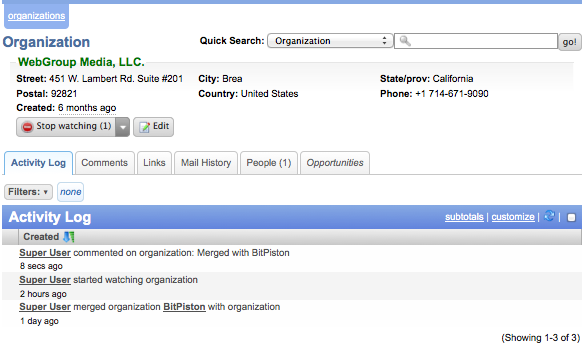 organizations
Organization
Quick Search: Organization go!
WebGroup Media, LLC.
Street: 451 W. Lambert Rd. Suite #201 City: Brea State/prov: California
Postal: 92821 Country: United States Phone: +1 714-671-9090
Created: 6 months ago
Stop watching (1) Edit
Activity Log Comments Links Mail History People (1) Opportunities
Filters: none
Activity Log subtotals | customize | |
Created
Super User commented on organization: Merged with BitPiston
8 secs ago
Super User started watching organization
2 hours ago
Super User merged organization BitPiston with organization
1 day ago
(Showing 1-3 of 3)